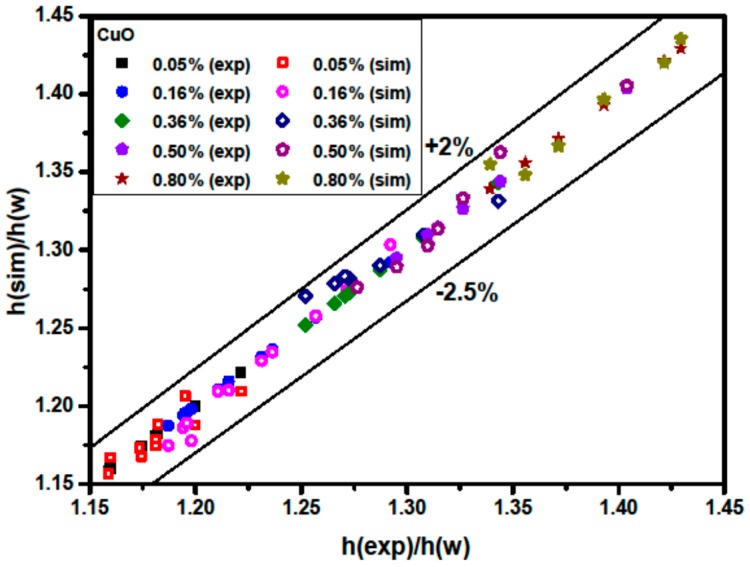 CuO
0.05% (exp) 0.05% (sim)
0.16% (exp) 0.16% (sim)
0.36% (exp) 0.36% (sim)
0.50% (exp) 0.50% (sim)
0.80% (exp) 0.80% (sim)
+2%
-2.5%
h(sim)/h(w)
1.45
1.40
1.35
1.30
1.25
1.20
1.15
1.15 1.20 1.25 1.30 1.35 1.40 1.45
h(exp)/h(w)